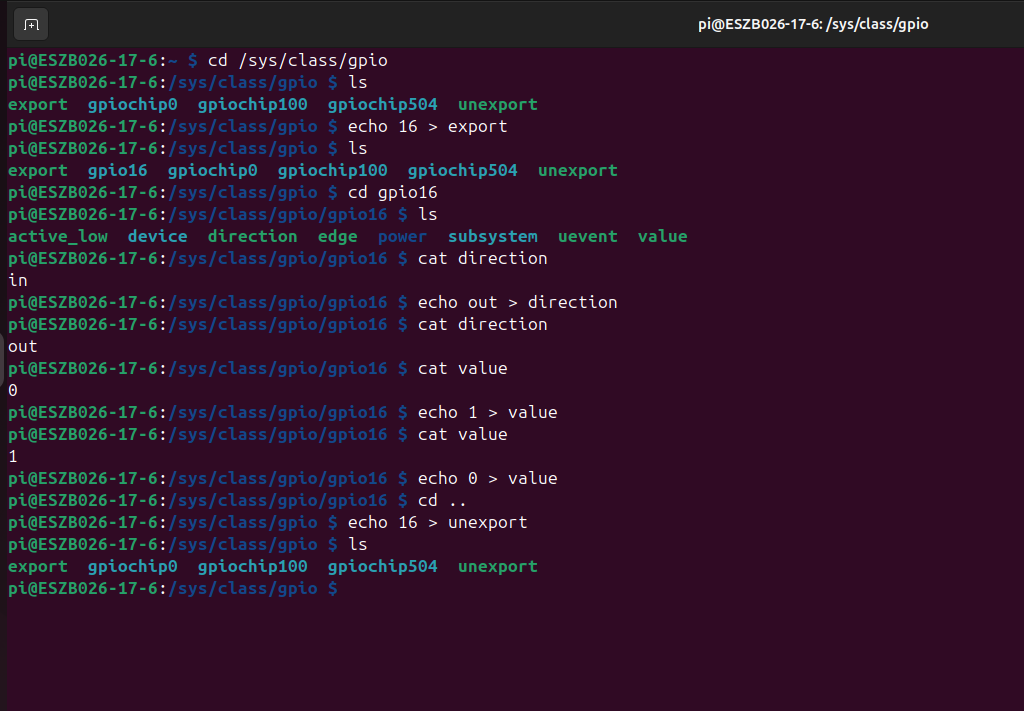 pi@ESZB026-17-6: /sys/class/gpio
pi@ESZB026-17-6:~ $ cd /sys/class/gpio
pi@ESZB026-17-6:/sys/class/gpio $ ls
export  gpiochip0  gpiochip100  gpiochip504  unexport
pi@ESZB026-17-6:/sys/class/gpio $ echo 16 > export
pi@ESZB026-17-6:/sys/class/gpio $ ls
export  gpio16  gpiochip0  gpiochip100  gpiochip504  unexport
pi@ESZB026-17-6:/sys/class/gpio $ cd gpio16
pi@ESZB026-17-6:/sys/class/gpio/gpio16 $ ls
active_low  device  direction  edge  power  subsystem  uevent  value
pi@ESZB026-17-6:/sys/class/gpio/gpio16 $ cat direction
in
pi@ESZB026-17-6:/sys/class/gpio/gpio16 $ echo out > direction
pi@ESZB026-17-6:/sys/class/gpio/gpio16 $ cat direction
out
pi@ESZB026-17-6:/sys/class/gpio/gpio16 $ cat value
0
pi@ESZB026-17-6:/sys/class/gpio/gpio16 $ echo 1 > value
pi@ESZB026-17-6:/sys/class/gpio/gpio16 $ cat value
1
pi@ESZB026-17-6:/sys/class/gpio/gpio16 $ echo 0 > value
pi@ESZB026-17-6:/sys/class/gpio/gpio16 $ cd ..
pi@ESZB026-17-6:/sys/class/gpio $ echo 16 > unexport
pi@ESZB026-17-6:/sys/class/gpio $ ls
export  gpiochip0  gpiochip100  gpiochip504  unexport
pi@ESZB026-17-6:/sys/class/gpio $